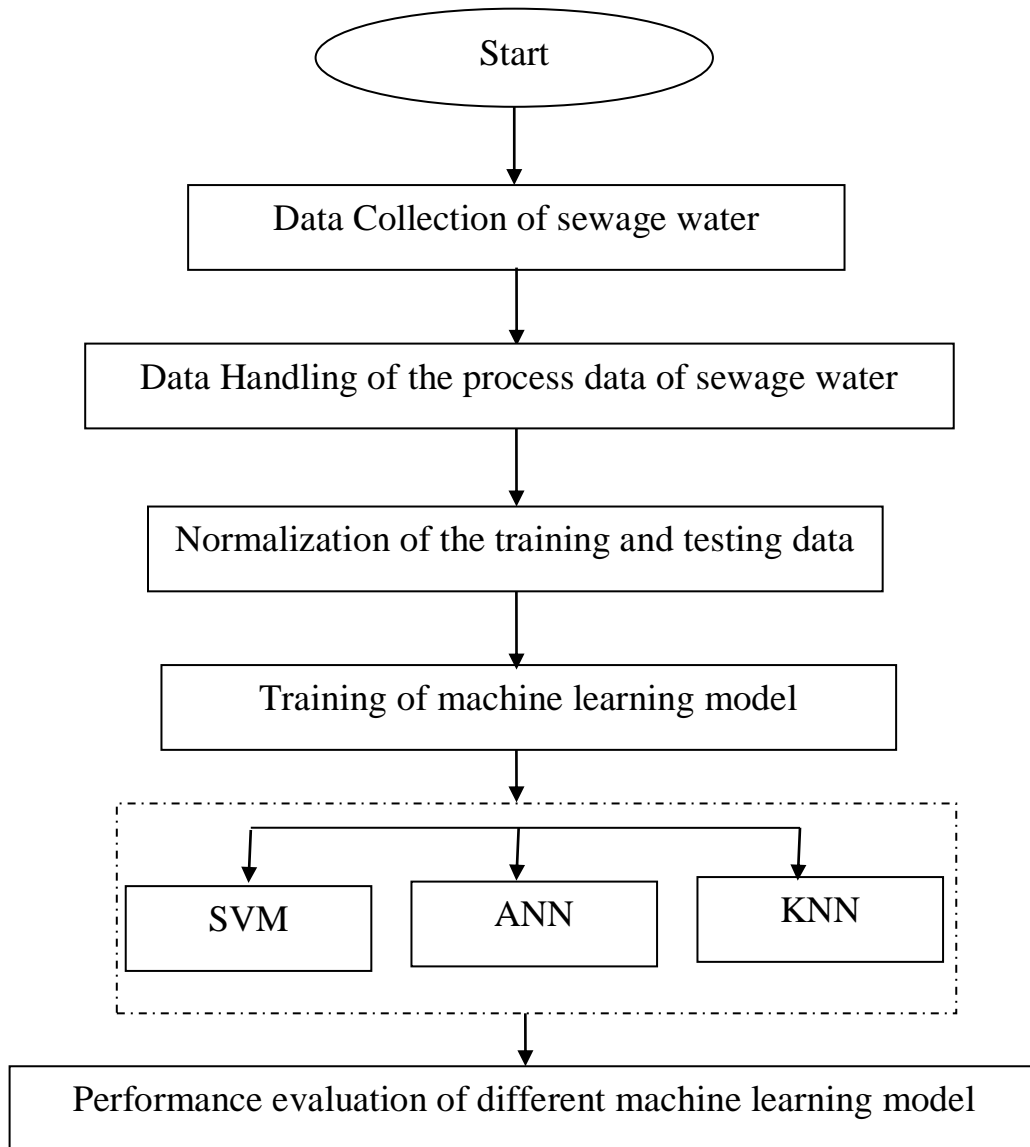 Start
Data Collection of sewage water
Data Handling of the process data of sewage water
Normalization of the training and testing data
Training of machine learning model
SVM
ANN
KNN
Performance evaluation of different machine learning model